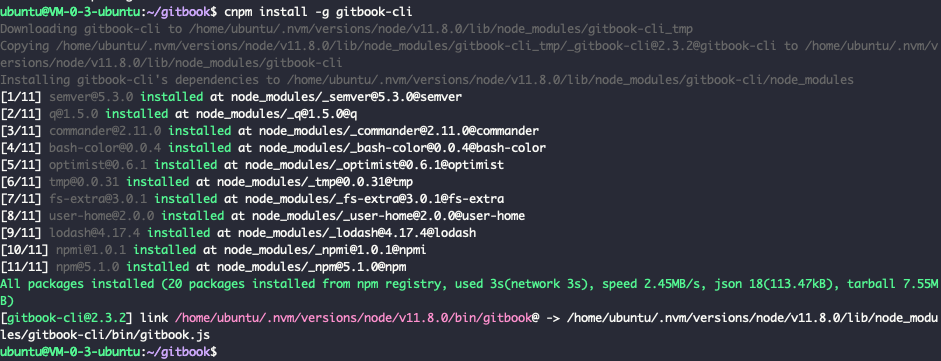 ubuntu@VM-0-3-ubuntu:~/gitbook$ cnpm install -g gitbook-cli
Downloading gitbook-cli to /home/ubuntu/.nvm/versions/node/v11.8.0/lib/node_modules/gitbook-cli_tmp
Copying /home/ubuntu/.nvm/versions/node/v11.8.0/lib/node_modules/gitbook-cli_tmp/_gitbook-cli@2.3.2@gitbook-cli to /home/ubuntu/.nvm/v
ersions/node/v11.8.0/lib/node_modules/gitbook-cli
Installing gitbook-cli's dependencies to /home/ubuntu/.nvm/versions/node/v11.8.0/lib/node_modules/gitbook-cli/node_modules
[1/11] semver@5.3.0 installed at node_modules/_semver@5.3.0@semver
[2/11] q@1.5.0 installed at node_modules/_q@1.5.0@q
[3/11] commander@2.11.0 installed at node_modules/_commander@2.11.0@commander
[4/11] bash-color@0.0.4 installed at node_modules/_bash-color@0.0.4@bash-color
[5/11] optimist@0.6.1 installed at node_modules/_optimist@0.6.1@optimist
[6/11] tmp@0.0.31 installed at node_modules/_tmp@0.0.31@tmp
[7/11] fs-extra@3.0.1 installed at node_modules/_fs-extra@3.0.1@fs-extra
[8/11] user-home@2.0.0 installed at node_modules/_user-home@2.0.0@user-home
[9/11] lodash@4.17.4 installed at node_modules/_lodash@4.17.4@lodash
[10/11] npmi@1.0.1 installed at node_modules/_npmi@1.0.1@npmi
[11/11] npm@5.1.0 installed at node_modules/_npm@5.1.0@npm
All packages installed (20 packages installed from npm registry, used 3s(network 3s), speed 2.45MB/s, json 18(113.47kB), tarball 7.55M
B)
[gitbook-cli@2.3.2] link /home/ubuntu/.nvm/versions/node/v11.8.0/bin/gitbook@ -> /home/ubuntu/.nvm/versions/node/v11.8.0/lib/node_modu
les/gitbook-cli/bin/gitbook.js
ubuntu@VM-0-3-ubuntu:~/gitbook$